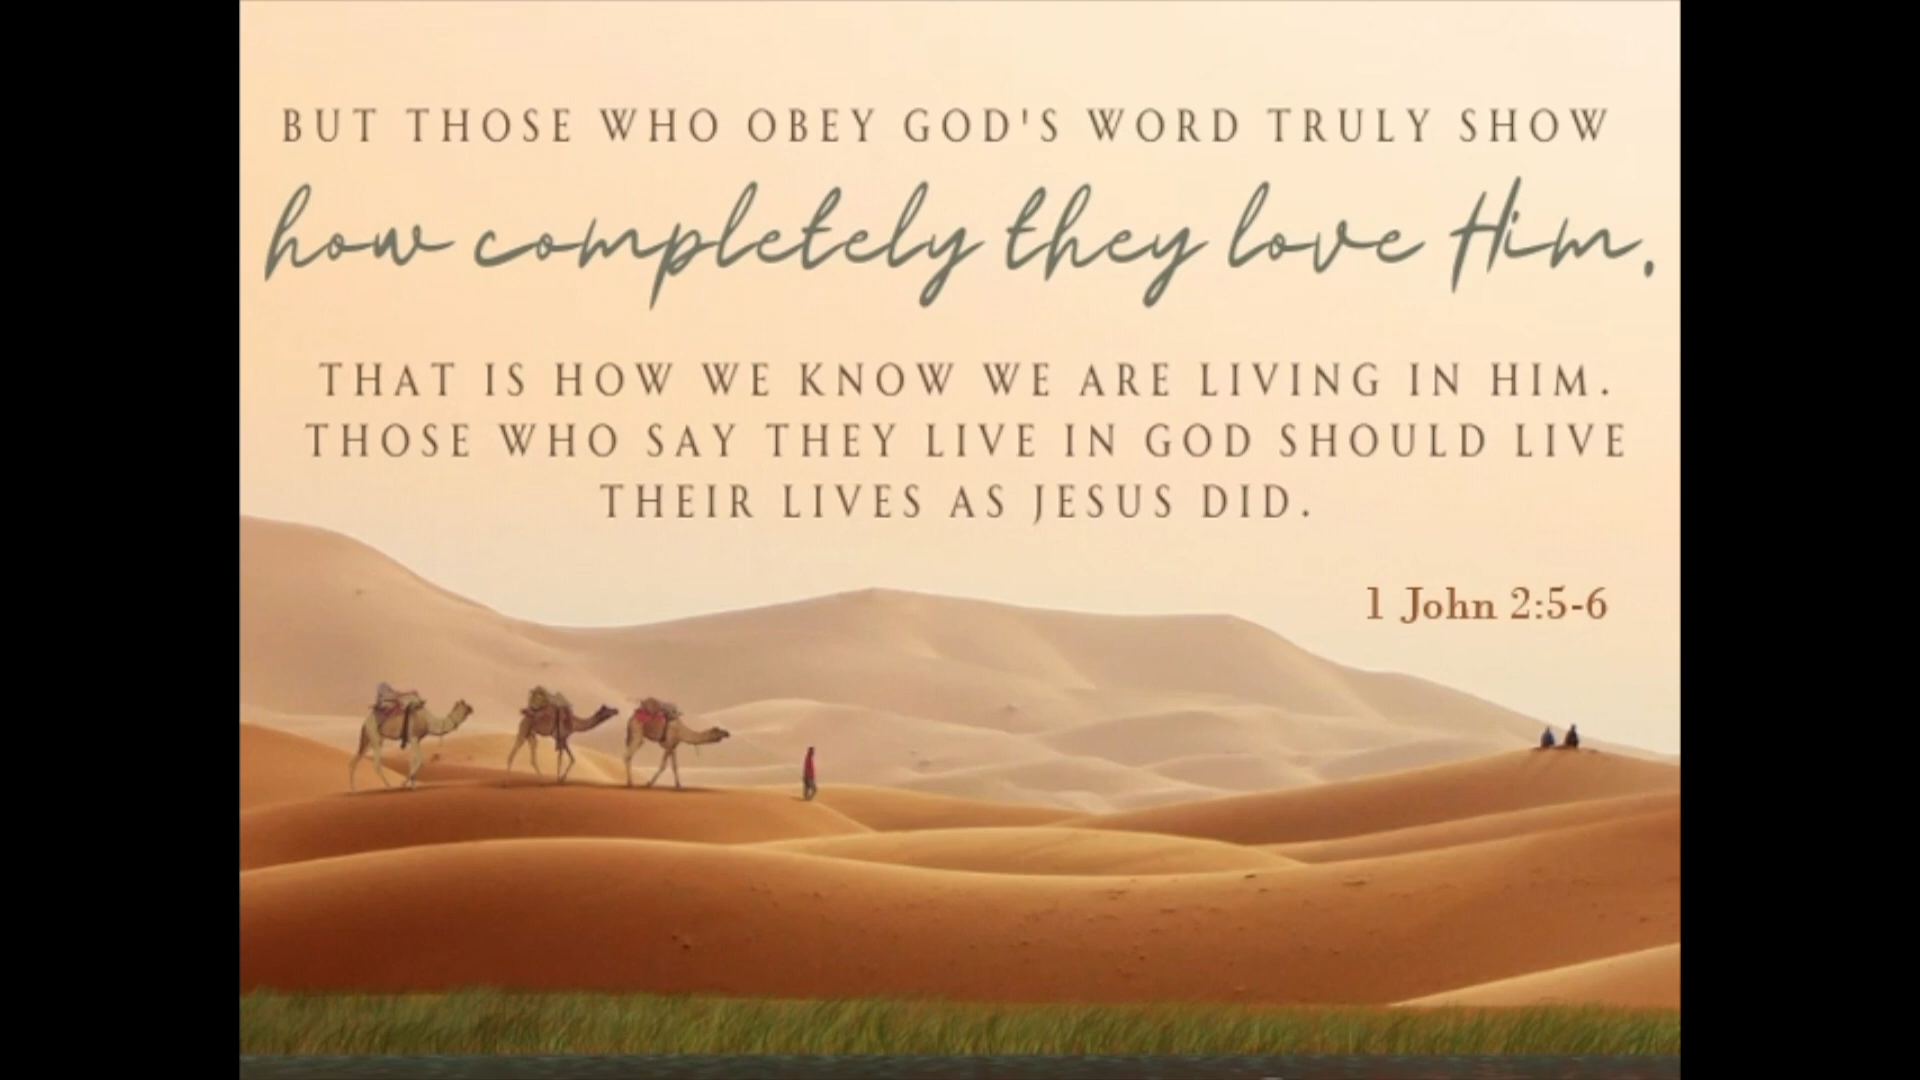 BUT THOSE WHO OBEY GOD'S WORD TRULY SHOW
how completely they love Him.
THAT IS HOW WE KNOW WE ARE LIVING IN HIM.
THOSE WHO SAY THEY LIVE IN GOD SHOULD LIVE
THEIR LIVES AS JESUS DID.
1 John 2:5-6